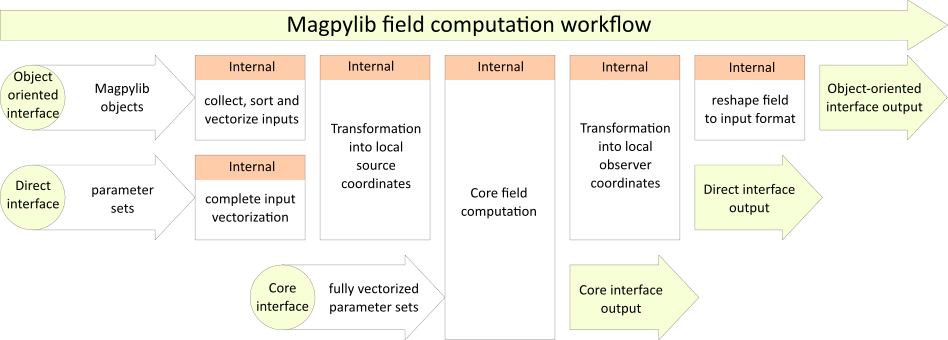 Magpylib field computation workflow
Object
oriented
interface
Magpylib
objects
Internal
collect, sort and
vectorize inputs
Internal
Transformation
into local
source
coordinates
Internal
Core field
computation
Internal
Transformation
into local
observer
coordinates
Internal
reshape field
to input format
Object-oriented
interface output
Direct
interface
parameter
sets
Internal
complete input
vectorization
Direct interface
output
Core
interface
fully vectorized
parameter sets
Core interface
output